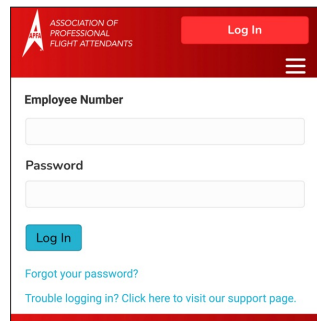 APFA
ASSOCIATION OF
PROFESSIONAL
FLIGHT ATTENDANTS
Log In
Employee Number
Password
Log In
Forgot your password?
Trouble logging in? Click here to visit our support page.